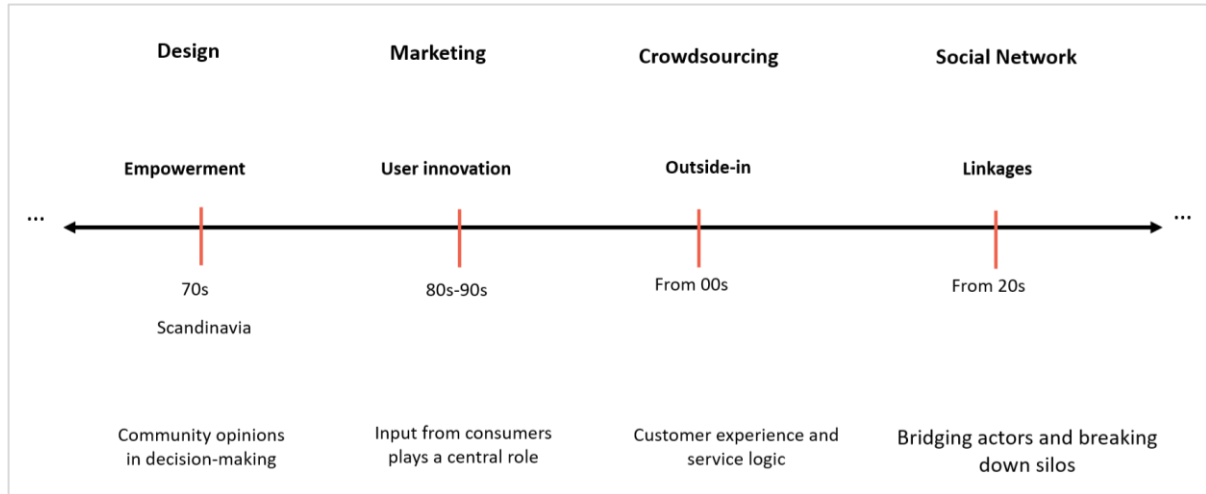 Design
Marketing
Crowdsourcing
Social Network
Empowerment
User innovation
Outside-in
Linkages
...
...
70s
80s-90s
From 00s
From 20s
Scandinavia
Community opinions
in decision-making
Input from consumers
plays a central role
Customer experience and
service logic
Bridging actors and breaking
down silos